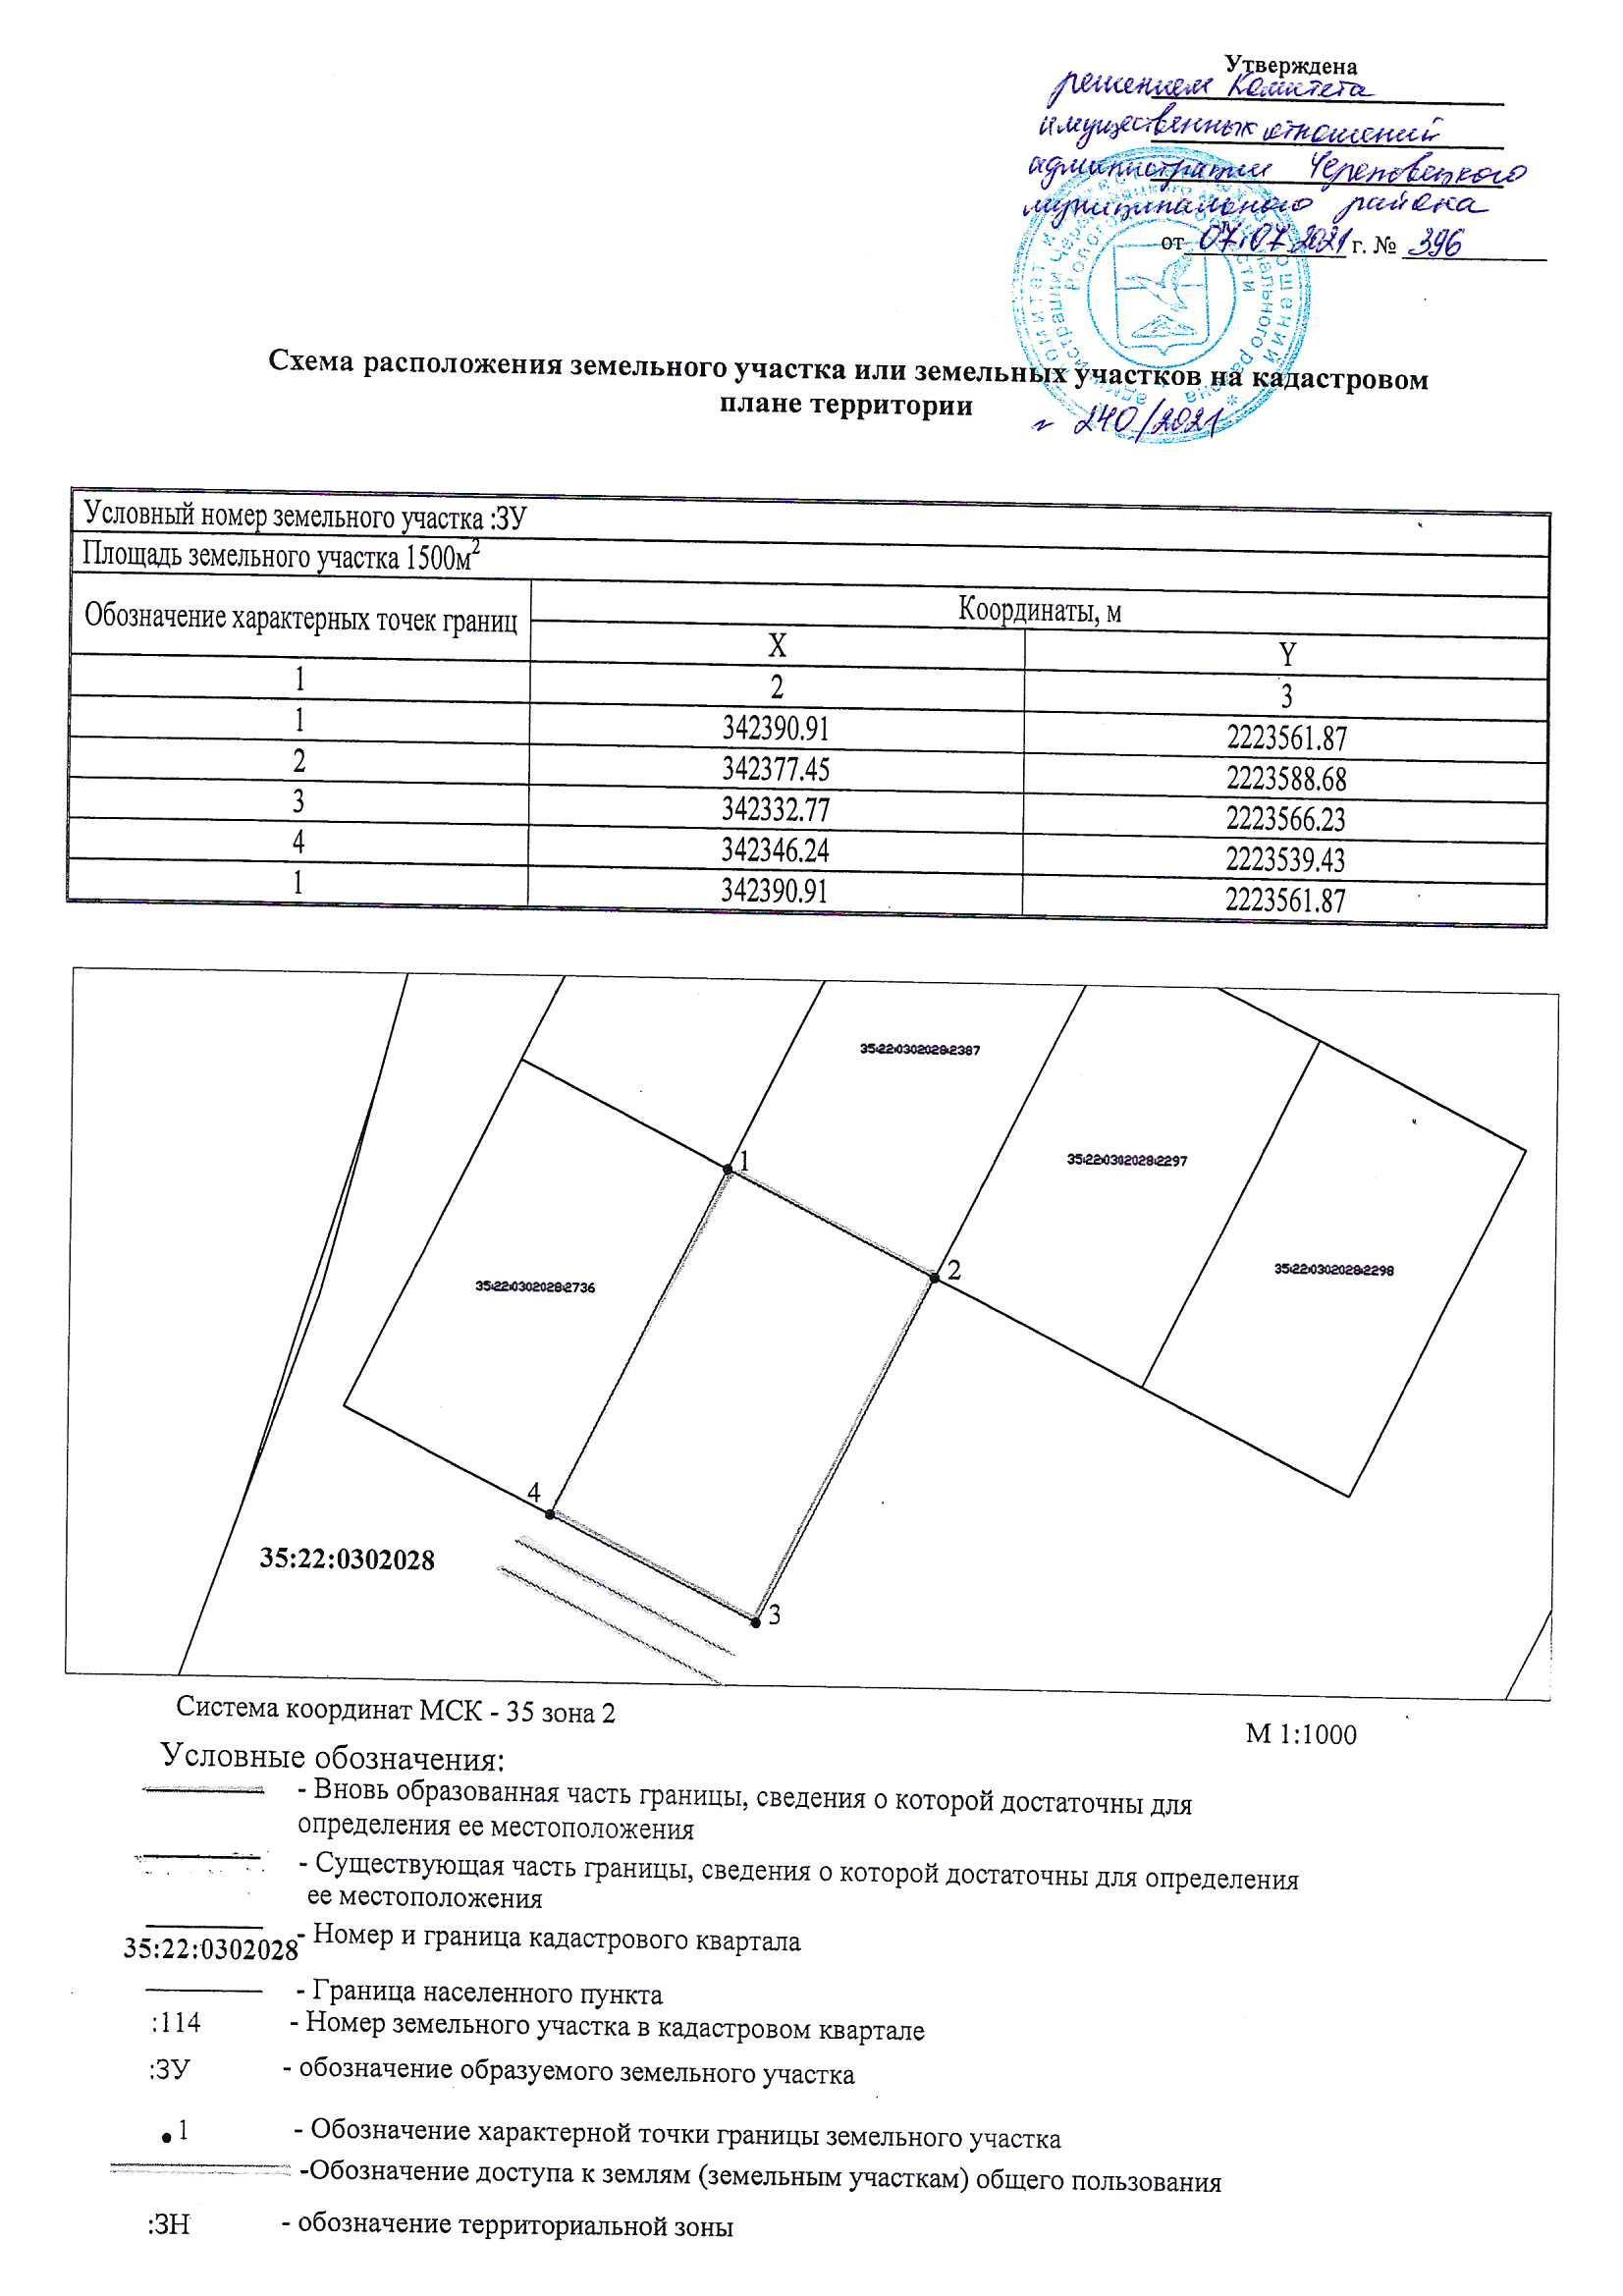 Утверждена
решением Комитета
имущественных отношений
администрации Череповецкого
муниципального района
от 07.07.2021 г. № 396
Схема расположения земельного участка или земельных участков на кадастровом
плане территории
240/2021
Условный номер земельного участка :ЗУ
Площадь земельного участка 1500м²
Обозначение характерных точек границ
Координаты, м
X Y
1 2 3
1 342390.91 2223561.87
2 342377.45 2223588.68
3 342332.77 2223566.23
4 342346.24 2223539.43
1 342390.91 2223561.87
35:22:0302028:2387
1
35:22:0302028:2297
2
35:22:0302028:2298
35:22:0302028:2736
4
35:22:0302028
3
Система координат МСК - 35 зона 2
М 1:1000
Условные обозначения:
- Вновь образованная часть границы, сведения о которой достаточны для
определения ее местоположения
- Существующая часть границы, сведения о которой достаточны для определения
ее местоположения
35:22:0302028 - Номер и граница кадастрового квартала
- Граница населенного пункта
:114 - Номер земельного участка в кадастровом квартале
:ЗУ - обозначение образуемого земельного участка
1 - Обозначение характерной точки границы земельного участка
-Обозначение доступа к землям (земельным участкам) общего пользования
:ЗН - обозначение территориальной зоны